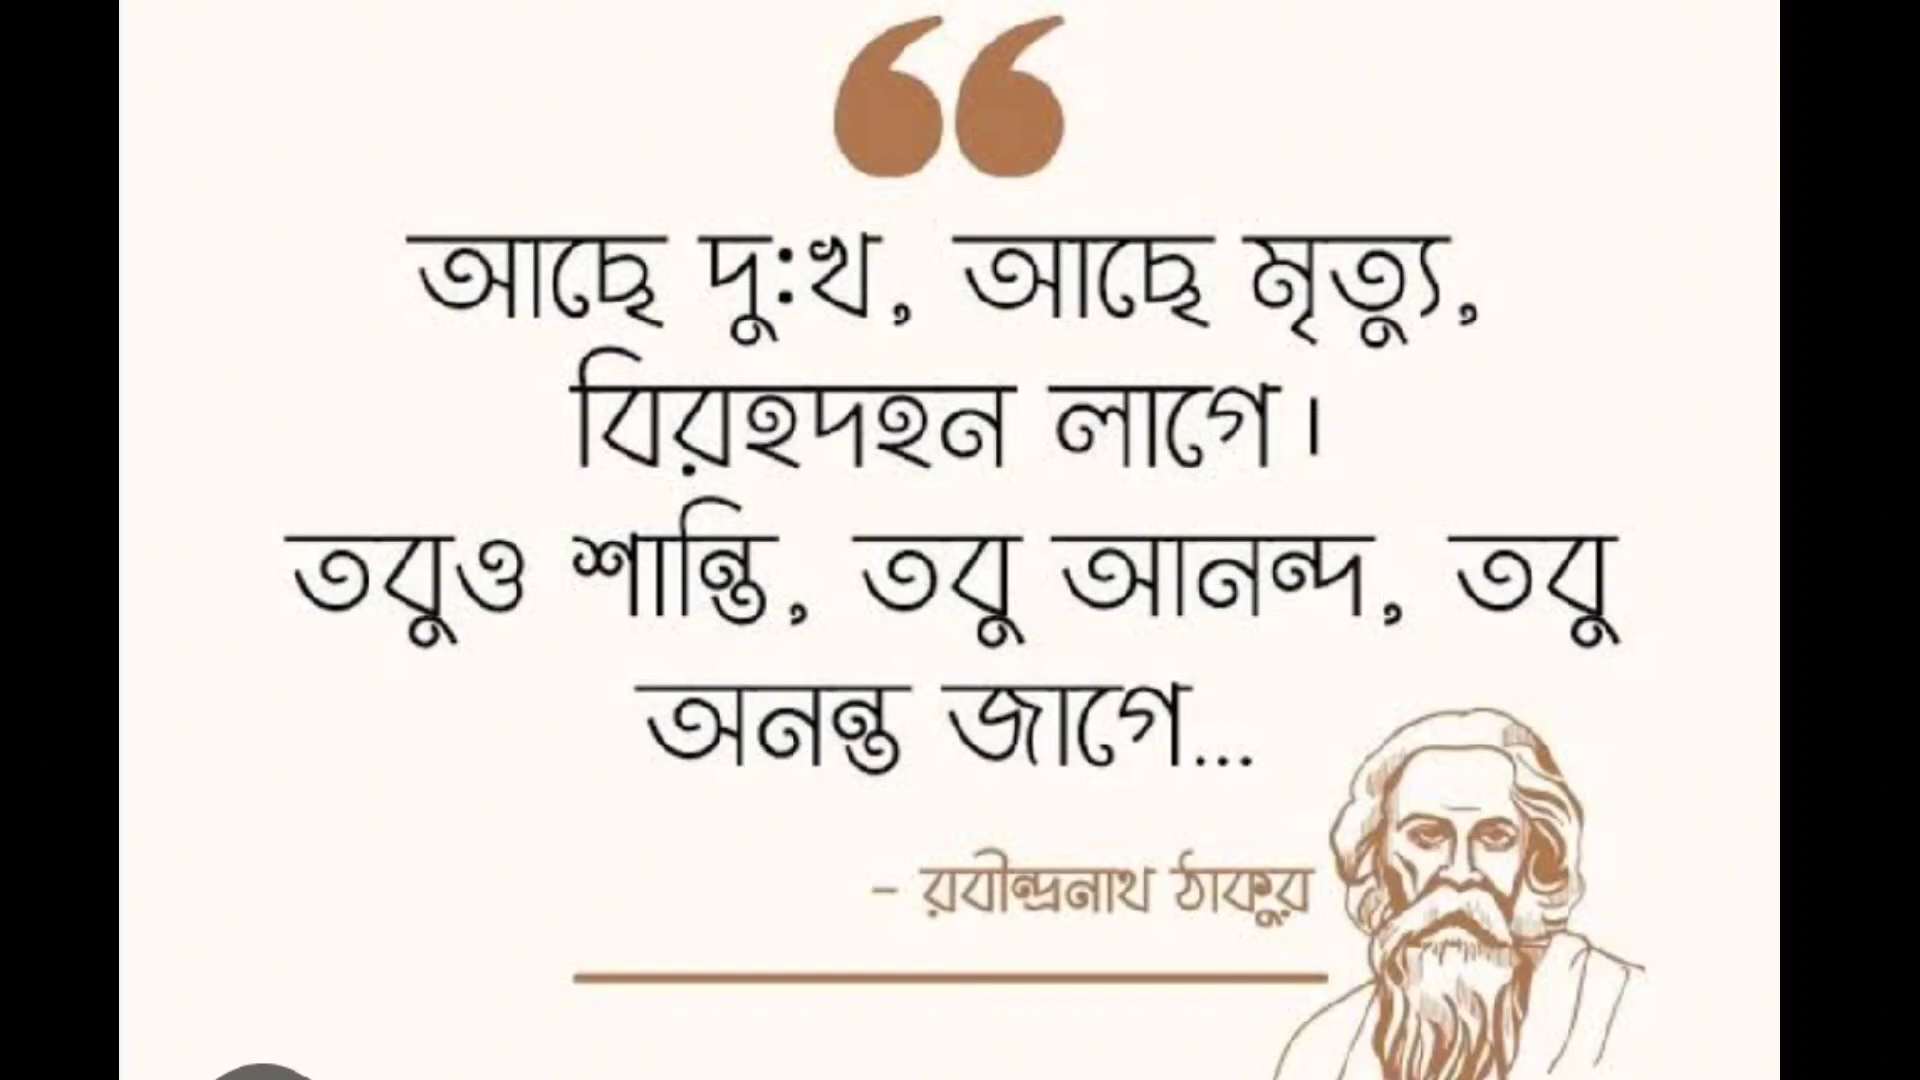 আছে দু:খ, আছে মৃত্যু,
বিরহদহন লাগে।
তবুও শান্তি, তবু আনন্দ, তবু
অনন্ত জাগে...
- রবীন্দ্রনাথ ঠাকুর